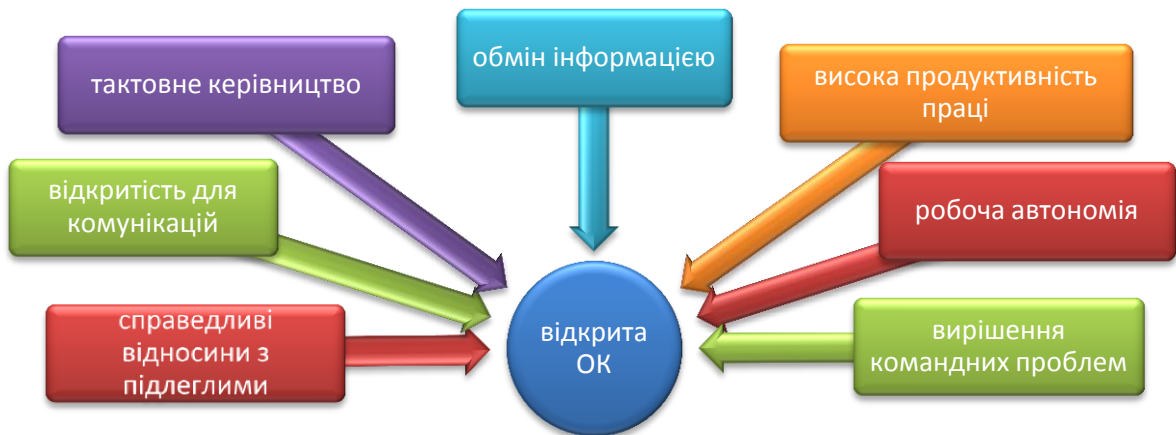 обмін інформацією
тактовне керівництво
висока продуктивність
праці
відкритість для
комунікацій
робоча автономія
справедливі
відносини з
підлеглими
відкрита
ОК
вирішення
командних проблем